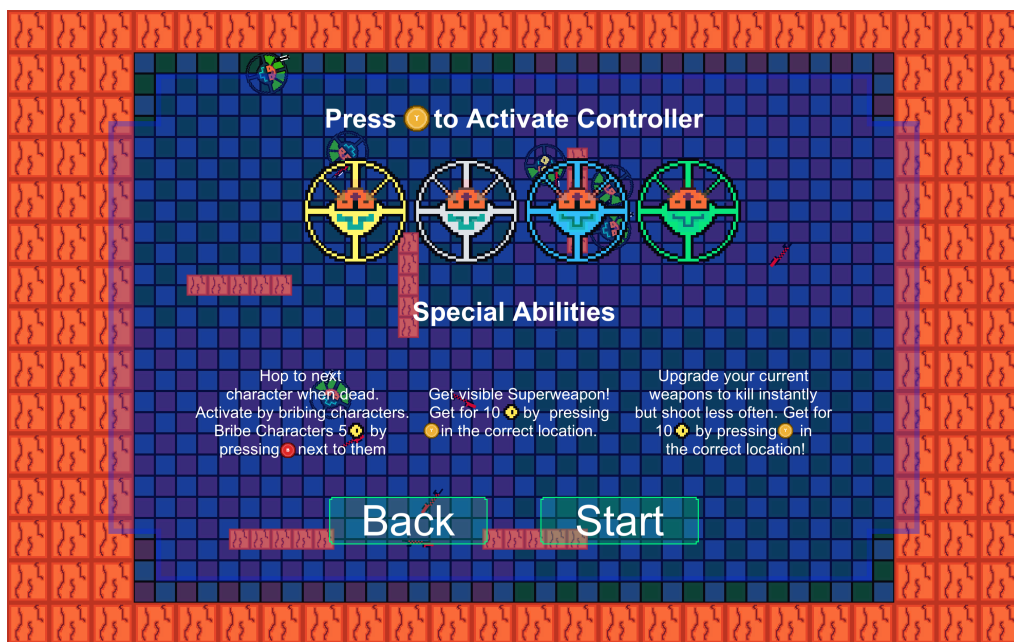 Press Y to Activate Controller
Special Abilities
Hop to next
character when dead.
Activate by bribing characters.
Bribe Characters 5 by
pressing next to them
Get visible Superweapon!
Get for 10 by pressing
Y in the correct location.
Upgrade your current
weapons to kill instantly
but shoot less often. Get for
10 by pressing Y in
the correct location!
Back
Start